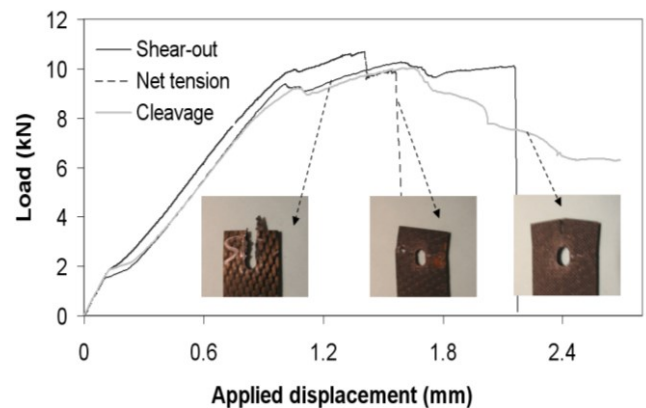 12
10
8
6
4
2
0
Load (kN)
Shear-out
Net tension
Cleavage
0 0.6 1.2 1.8 2.4
Applied displacement (mm)